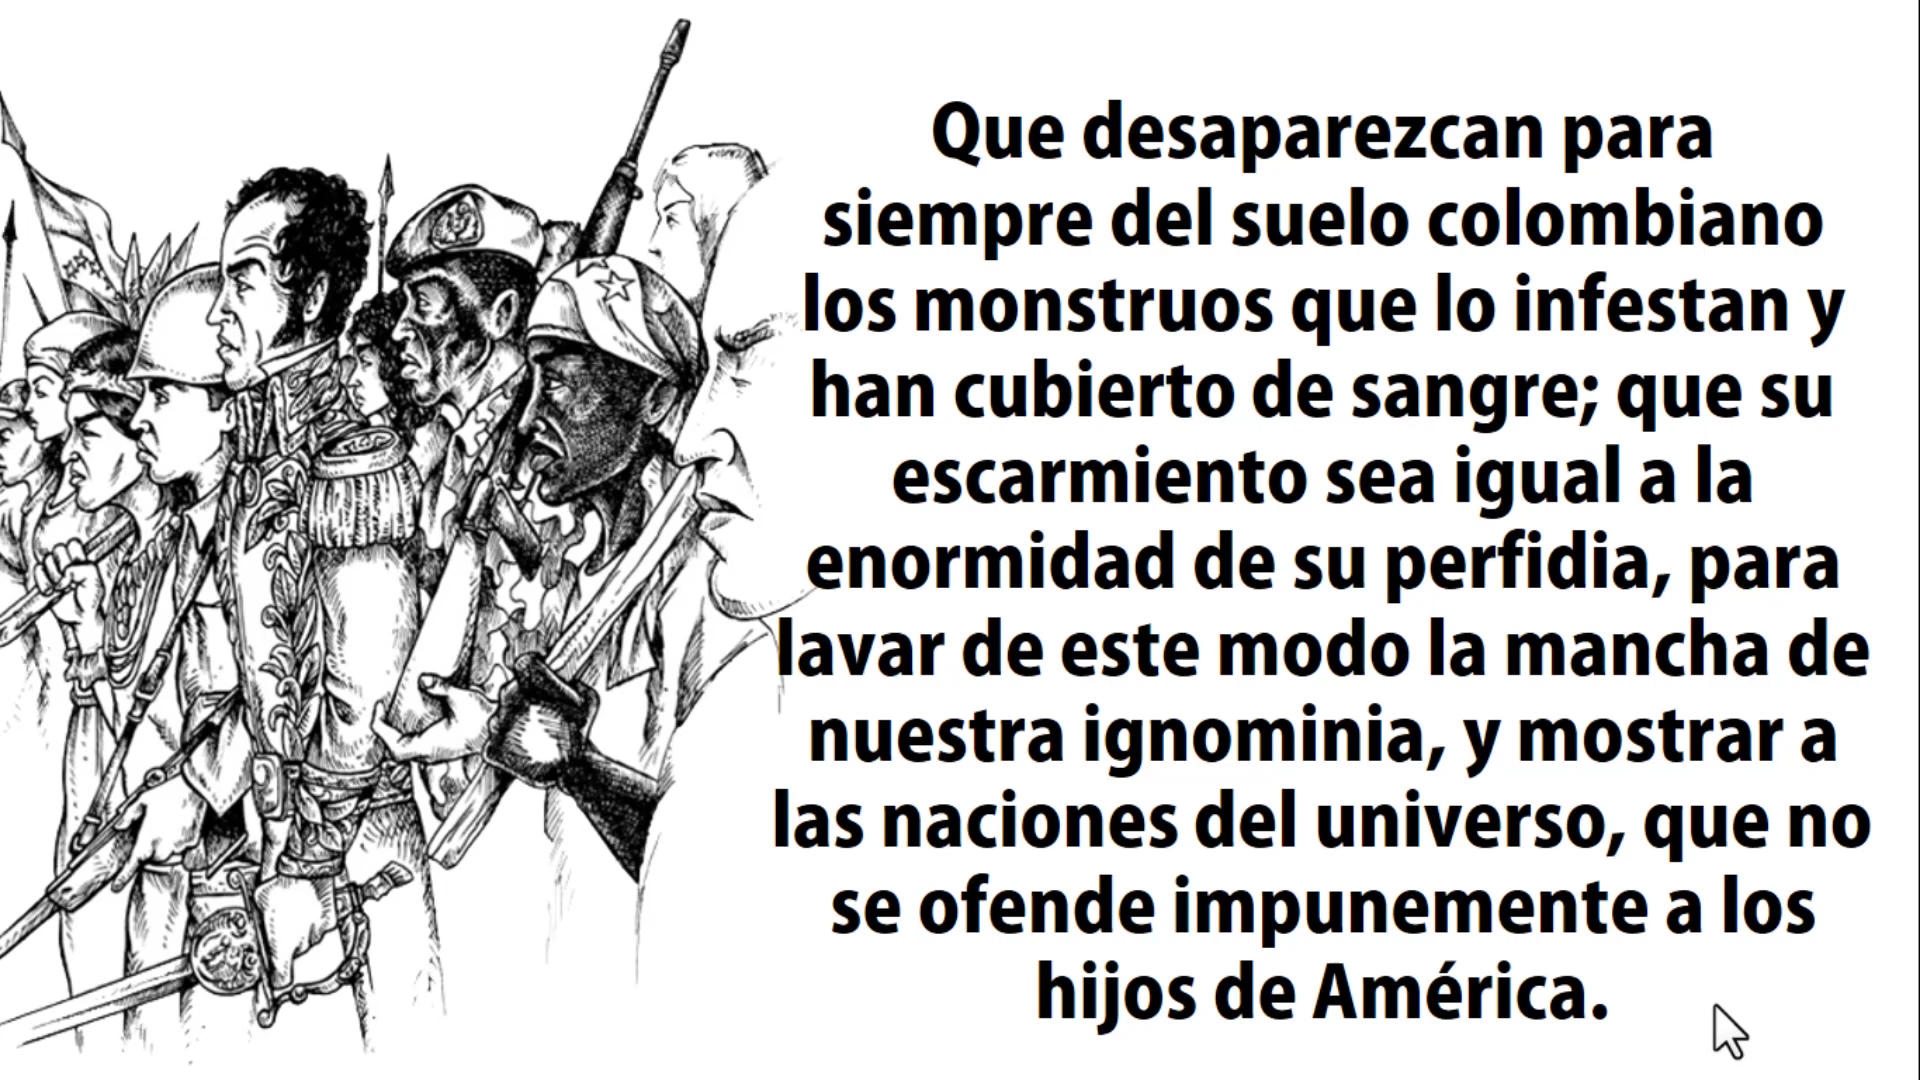 Que desaparezcan para
siempre del suelo colombiano
los monstruos que lo infestan y
han cubierto de sangre; que su
escarmiento sea igual a la
enormidad de su perfidia, para
lavar de este modo la mancha de
nuestra ignominia, y mostrar a
las naciones del universo, que no
se ofende impunemente a los
hijos de América.